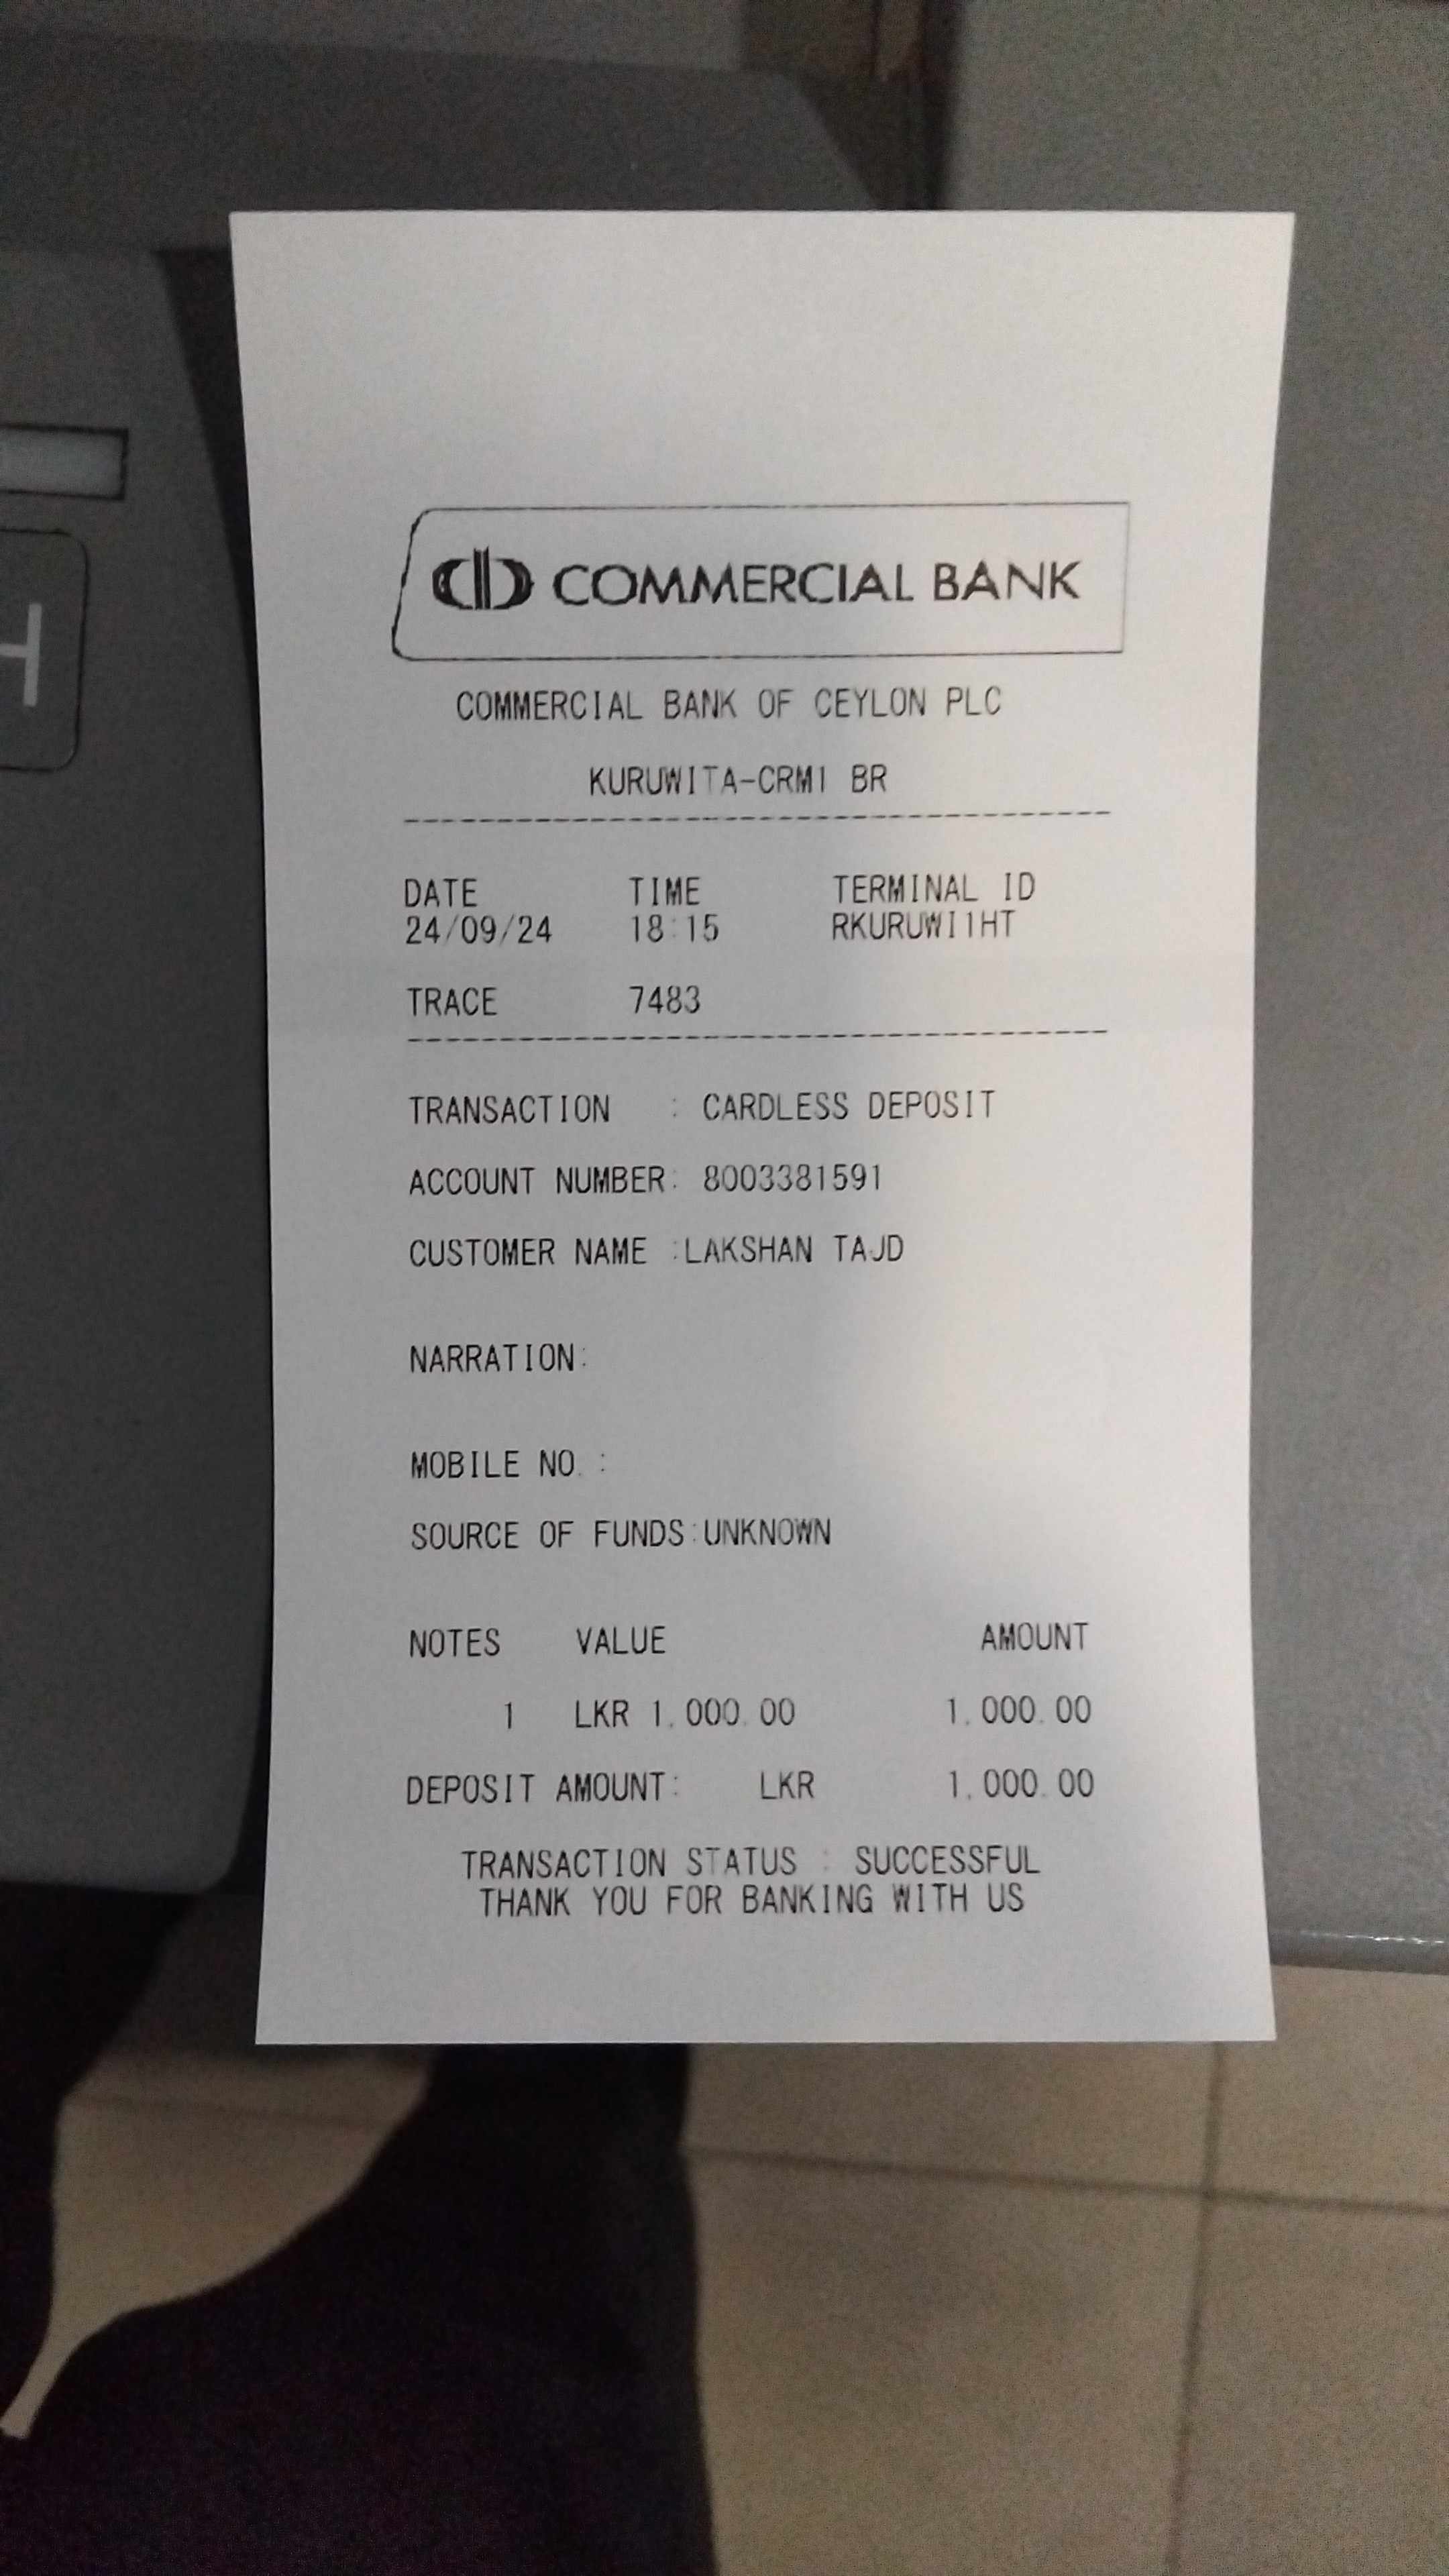 COMMERCIAL BANK
COMMERCIAL BANK OF CEYLON PLC
KURUWITA-CRM1 BR
DATE TIME TERMINAL ID
24/09/24 18:15 RKURUWI1HT
TRACE 7483
TRANSACTION : CARDLESS DEPOSIT
ACCOUNT NUMBER: 8003381591
CUSTOMER NAME :LAKSHAN TAJD
NARRATION:
MOBILE NO. :
SOURCE OF FUNDS:UNKNOWN
NOTES VALUE AMOUNT
1 LKR 1,000.00 1,000.00
DEPOSIT AMOUNT: LKR 1,000.00
TRANSACTION STATUS : SUCCESSFUL
THANK YOU FOR BANKING WITH US